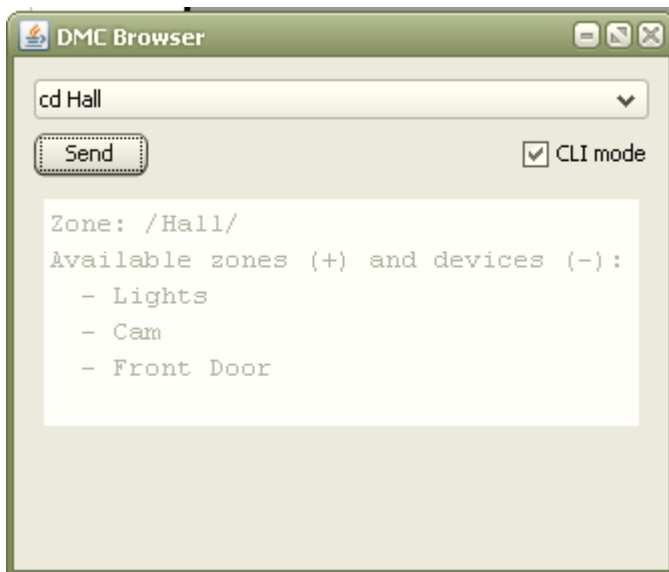 DMC Browser
cd Hall
Send
CLI mode
Zone: /Hall/
Available zones (+) and devices (-):
- Lights
- Cam
- Front Door